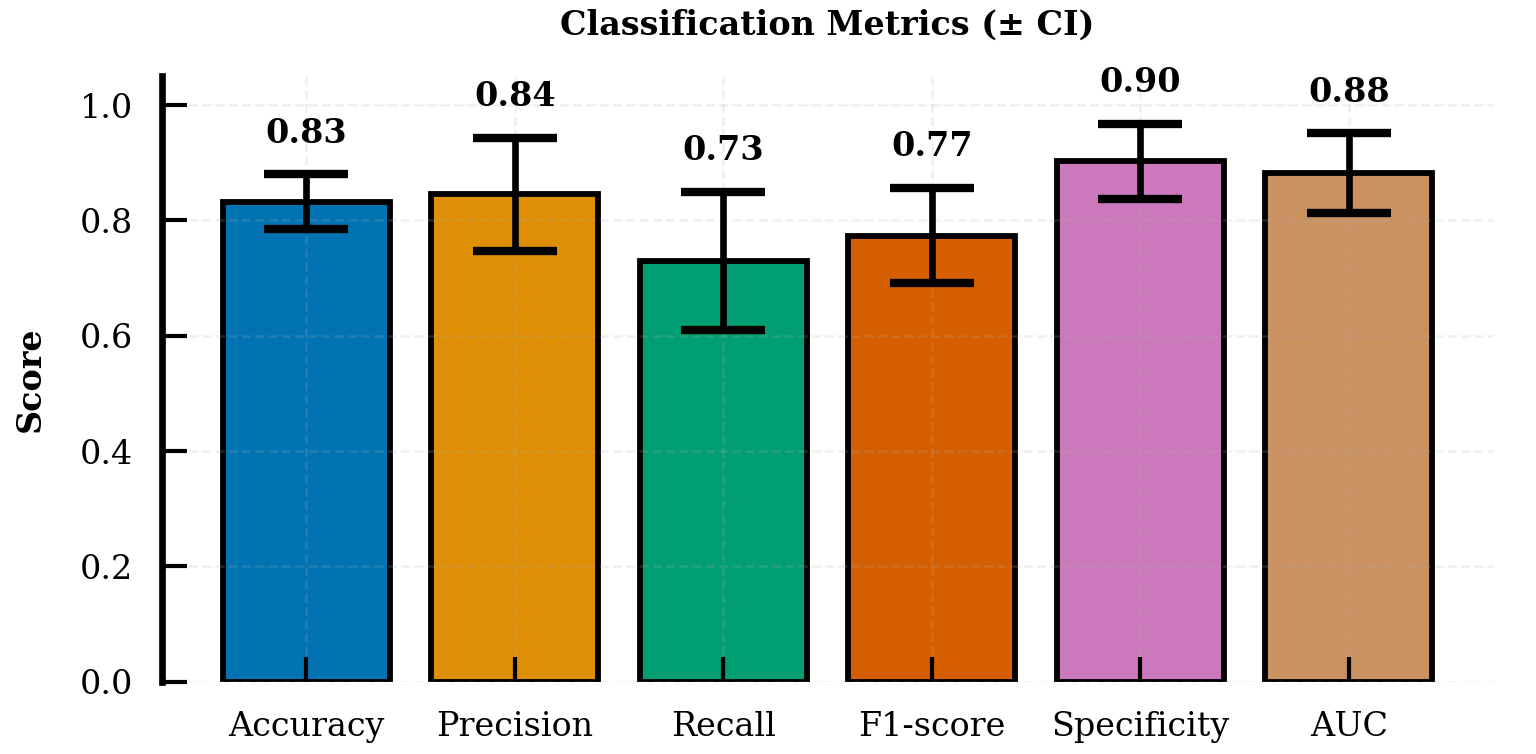 Classification Metrics (± CI)
Score
1.0
0.8
0.6
0.4
0.2
0.0
0.83
0.84
0.73
0.77
0.90
0.88
Accuracy
Precision
Recall
F1-score
Specificity
AUC